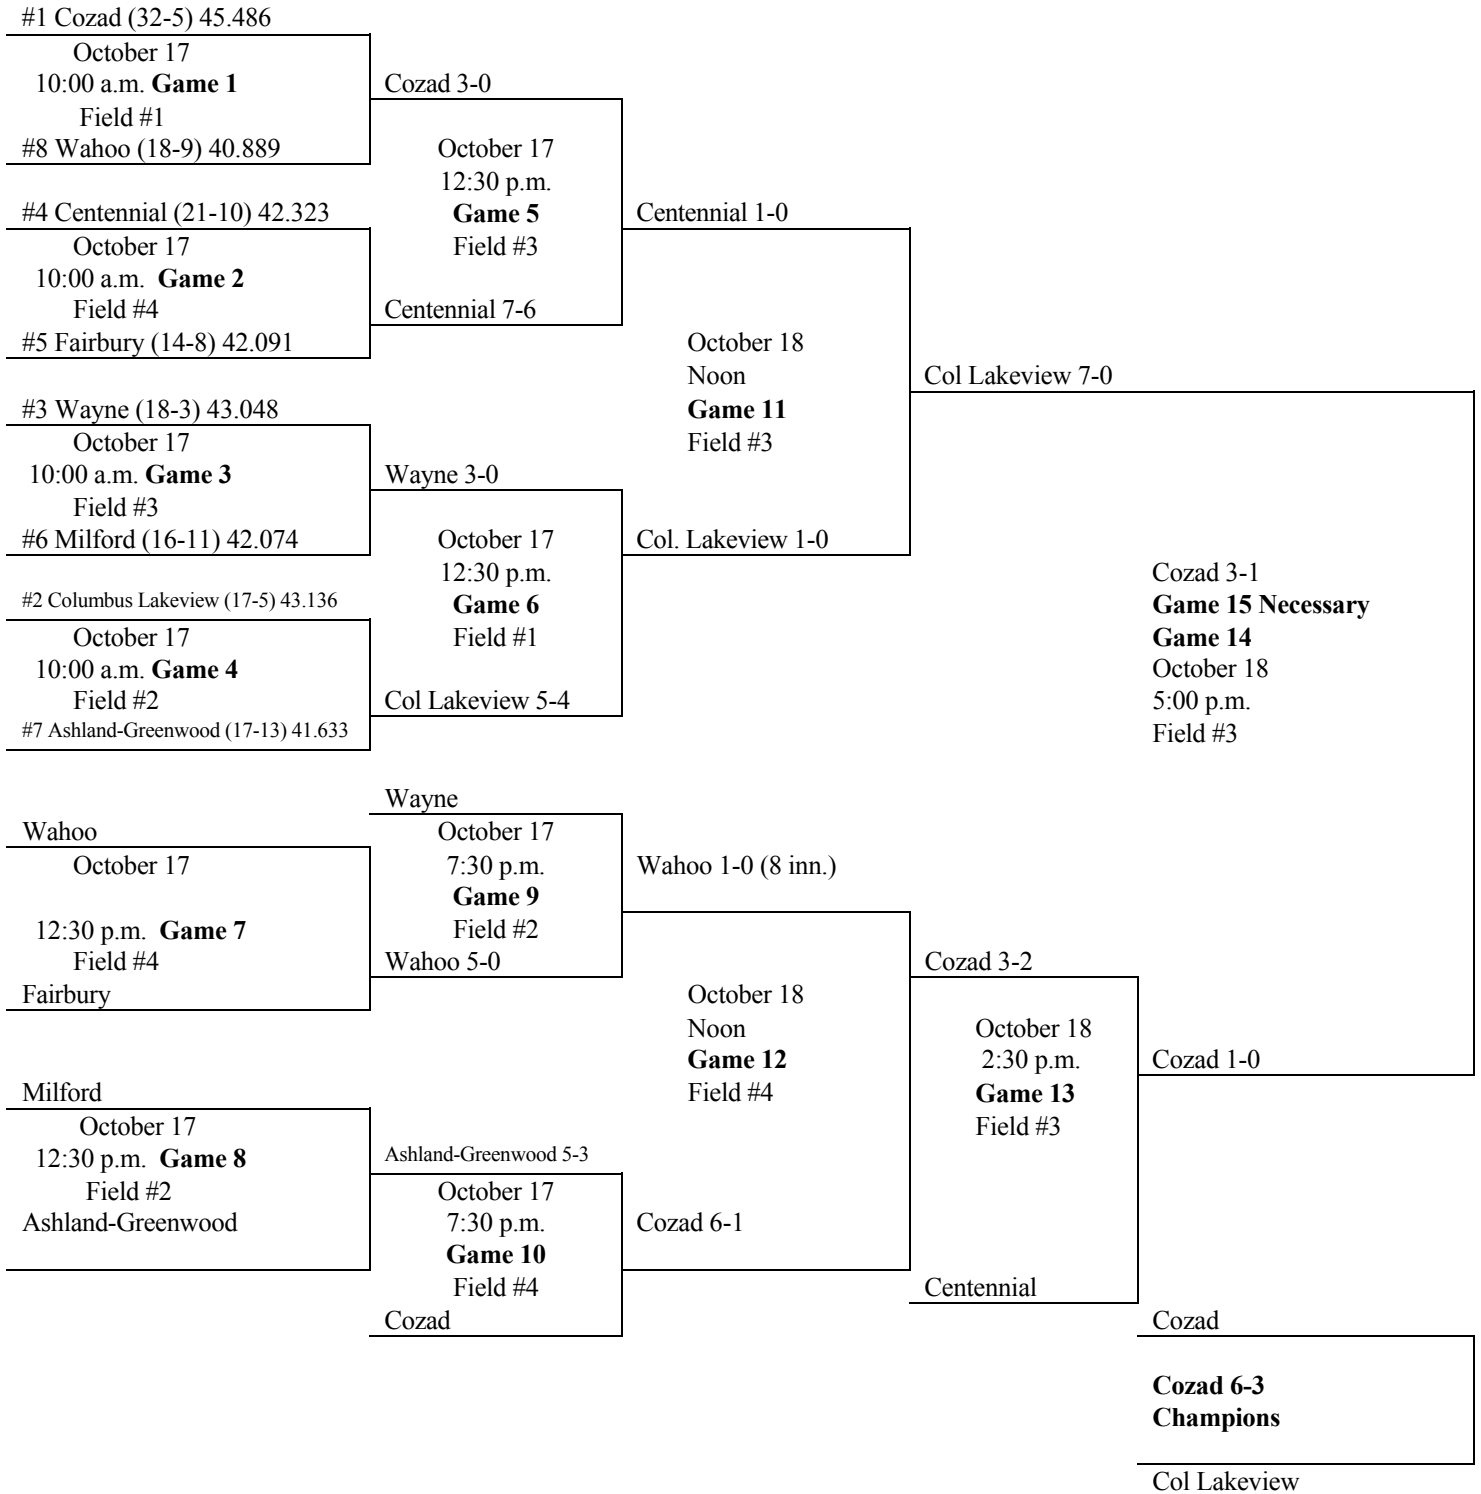 #1 Cozad (32-5) 45.486
October 17
10:00 a.m. Game 1
Field #1
#8 Wahoo (18-9) 40.889
#4 Centennial (21-10) 42.323
October 17
10:00 a.m. Game 2
Field #4
#5 Fairbury (14-8) 42.091
#3 Wayne (18-3) 43.048
October 17
10:00 a.m. Game 3
Field #3
#6 Milford (16-11) 42.074
#2 Columbus Lakeview (17-5) 43.136
October 17
10:00 a.m. Game 4
Field #2
#7 Ashland-Greenwood (17-13) 41.633
Cozad 3-0
October 17
12:30 p.m.
Game 5
Field #3
Centennial 7-6
Wayne 3-0
October 17
12:30 p.m.
Game 6
Field #1
Col Lakeview 5-4
Centennial 1-0
October 18
Noon
Game 11
Field #3
Col. Lakeview 1-0
Col Lakeview 7-0
Cozad 3-1
Game 15 Necessary
Game 14
October 18
5:00 p.m.
Field #3
Wahoo
October 17
12:30 p.m. Game 7
Field #4
Fairbury
Milford
October 17
12:30 p.m. Game 8
Field #2
Ashland-Greenwood
Wayne
October 17
7:30 p.m.
Game 9
Field #2
Wahoo 5-0
Ashland-Greenwood 5-3
October 17
7:30 p.m.
Game 10
Field #4
Cozad
Wahoo 1-0 (8 inn.)
October 18
Noon
Game 12
Field #4
Cozad 6-1
Cozad 3-2
October 18
2:30 p.m.
Game 13
Field #3
Centennial
Cozad 1-0
Cozad
Cozad 6-3
Champions
Col Lakeview